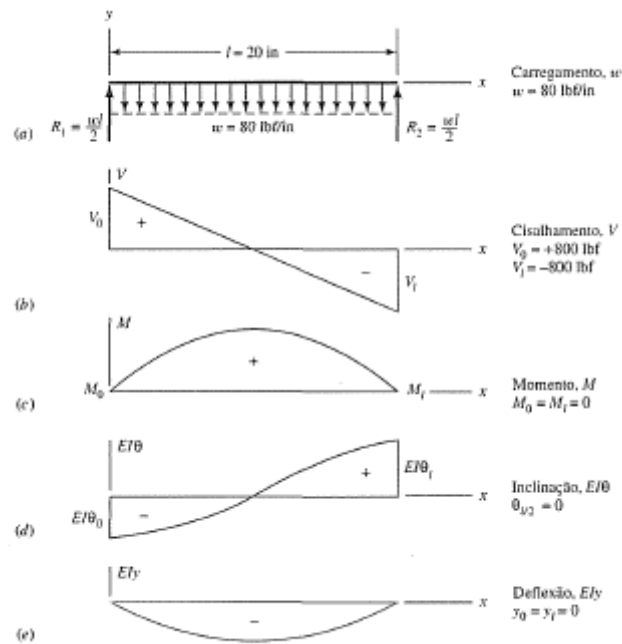 y
l = 20 in
x
Carregamento, w
w = 80 lbf/in
(a)
R₁ = wl/2
w = 80 lbf/in
R₂ = wl/2
V
V₀
+
x
Cisalhamento, V
V₀ = +800 lbf
Vₗ = −800 lbf
−
Vₗ
(b)
M
+
M₀
Mₗ
x
Momento, M
M₀ = Mₗ = 0
(c)
EIθ
+
EIθₗ
x
Inclinação, EIθ
θₗ/₂ = 0
EIθ₀
−
(d)
EIy
x
Deflexão, EIy
y₀ = yₗ = 0
−
(e)